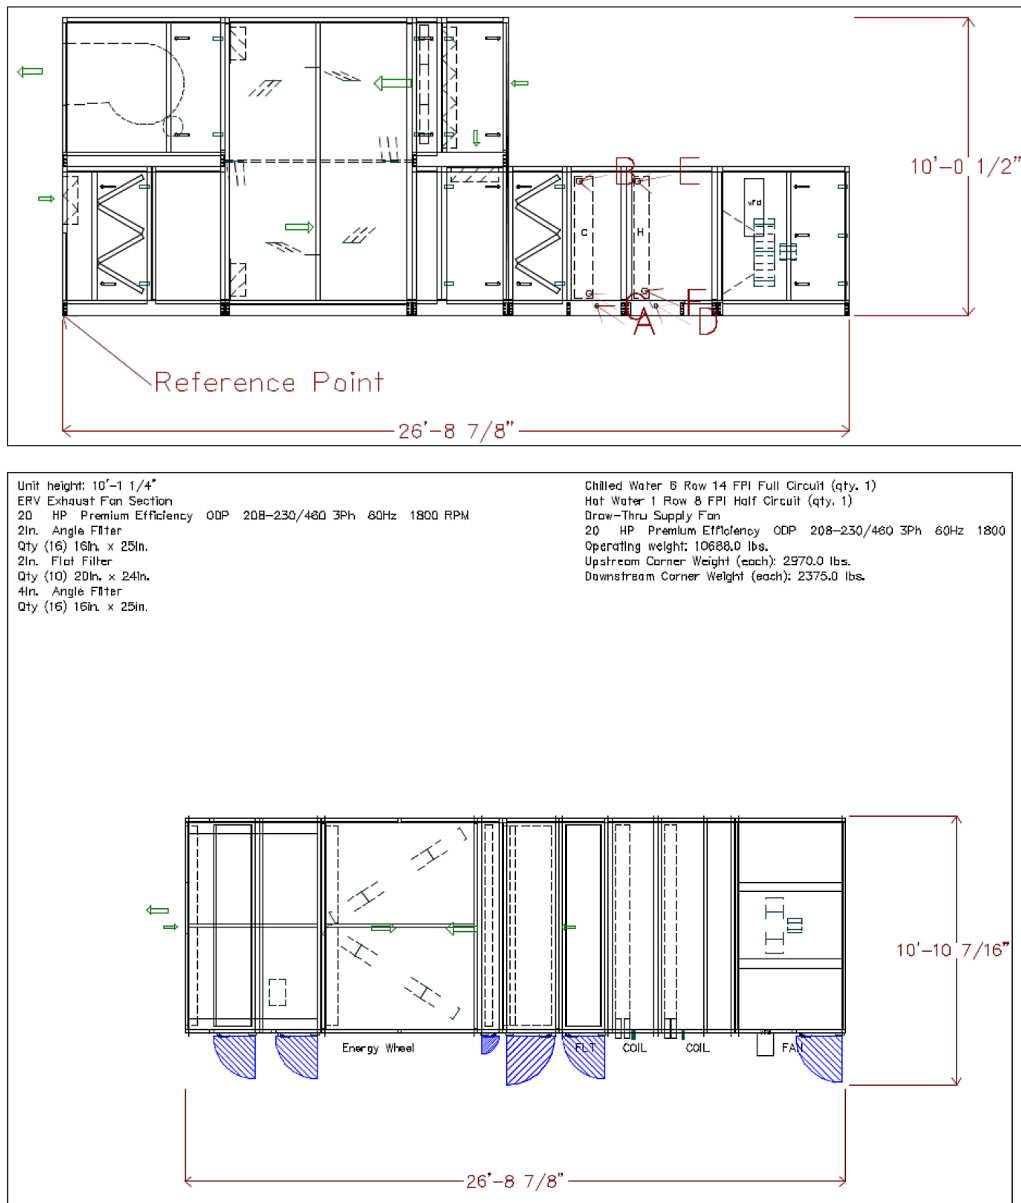 B E
10'-0 1/2"
vFd
C H
C F
A D
Reference Point
26'-8 7/8"
Unit height: 10'-1 1/4"
ERV Exhaust Fan Section
20 HP Premium Efficiency ODP 208-230/460 3Ph 60Hz 1800 RPM
2in. Angle Filter
Qty (16) 16in. x 25in.
2in. Flat Filter
Qty (10) 20in. x 24in.
4in. Angle Filter
Qty (16) 16in. x 25in.
Chilled Water 6 Row 14 FPI Full Circuit (qty. 1)
Hot Water 1 Row 8 FPI Half Circuit (qty. 1)
Draw-Thru Supply Fan
20 HP Premium Efficiency ODP 208-230/460 3Ph 60Hz 1800
Operating weight: 10688.0 lbs.
Upstream Corner Weight (each): 2970.0 lbs.
Downstream Corner Weight (each): 2375.0 lbs.
10'-10 7/16"
Energy Wheel FLT COIL COIL FAN
26'-8 7/8"